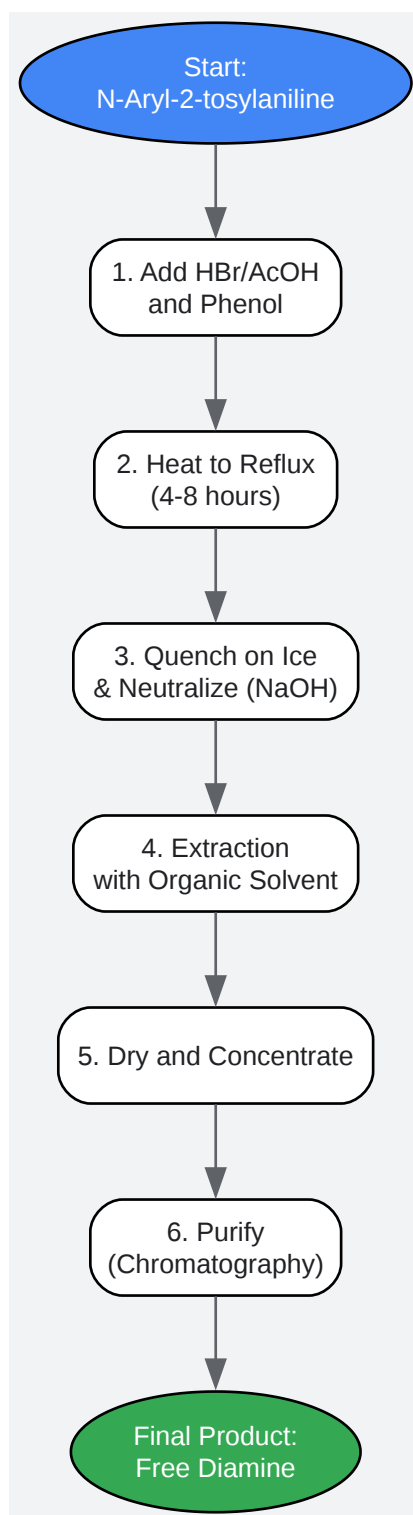 Start:
N-Aryl-2-tosylaniline
1. Add HBr/AcOH
and Phenol
2. Heat to Reflux
(4-8 hours)
3. Quench on Ice
& Neutralize (NaOH)
4. Extraction
with Organic Solvent
5. Dry and Concentrate
6. Purify
(Chromatography)
Final Product:
Free Diamine